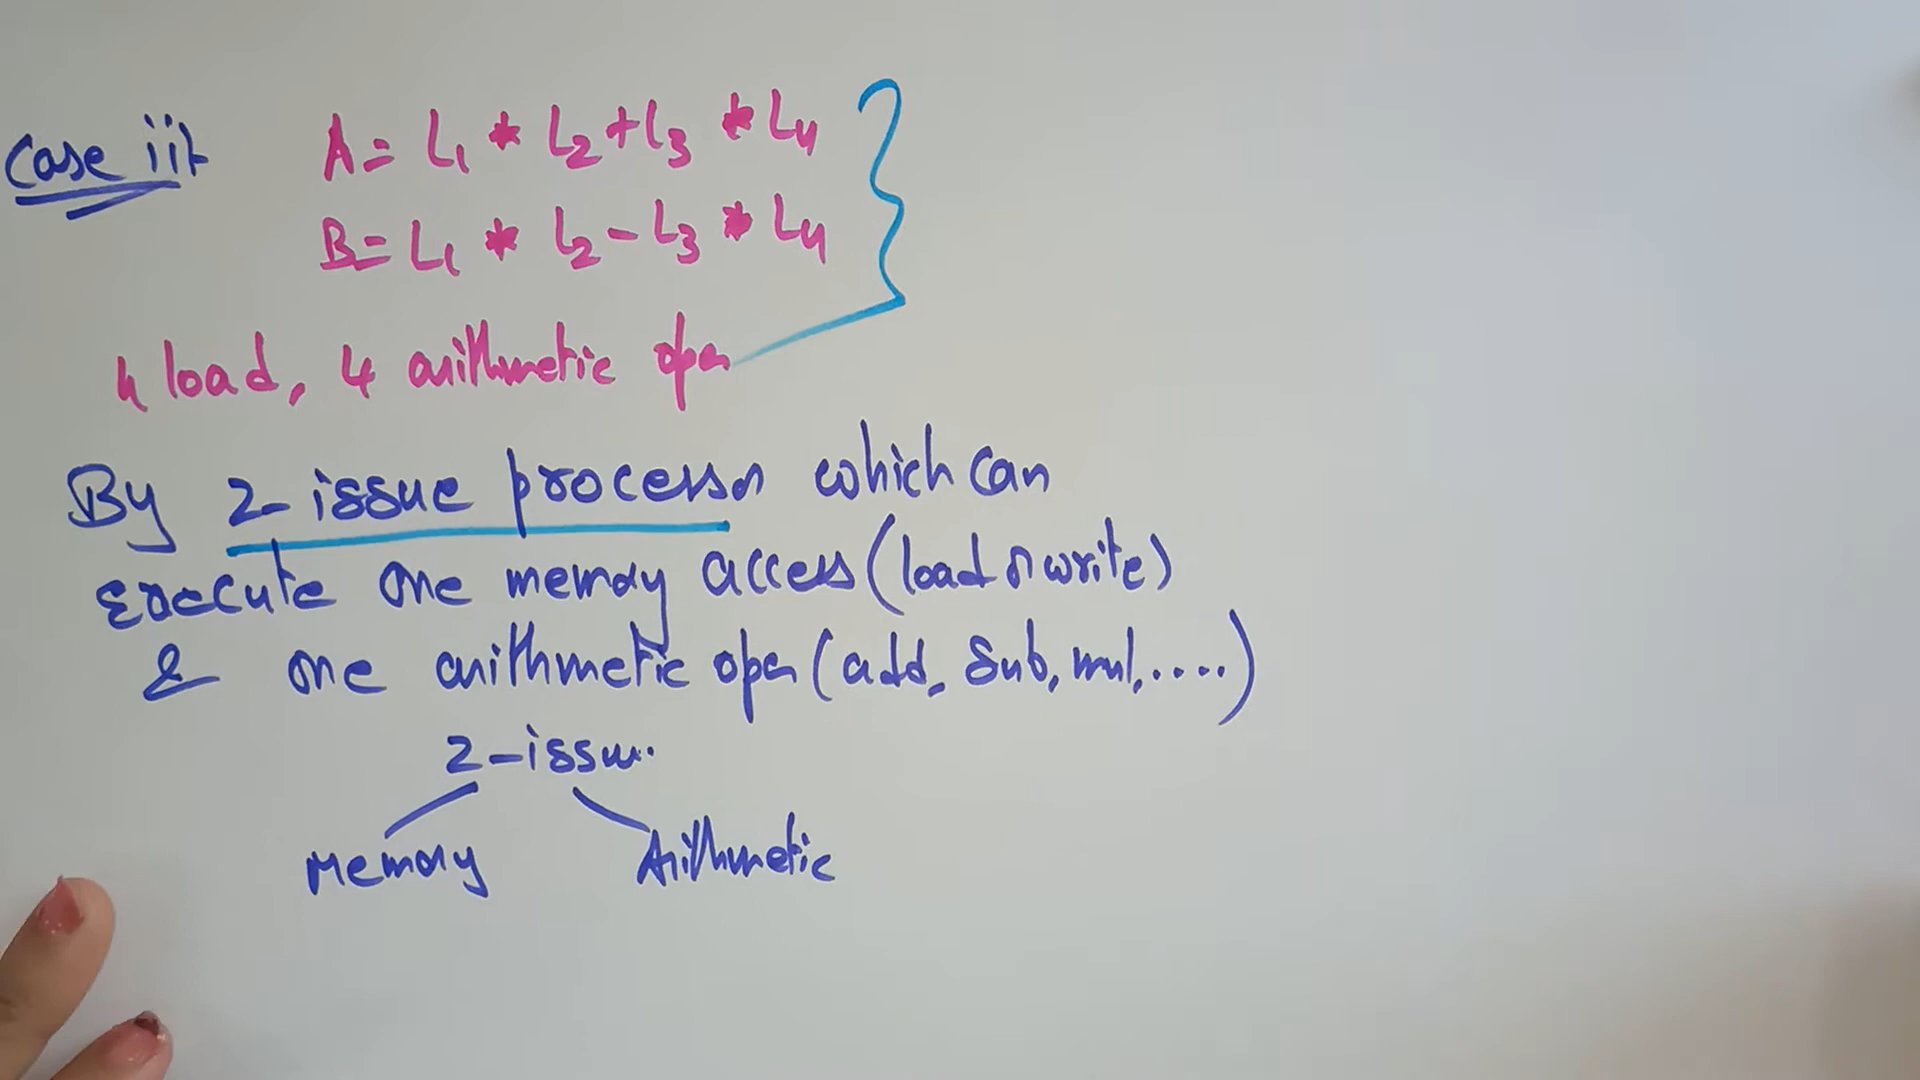 Case iii A = L1 * L2 + L3 * L4
B = L1 * L2 - L3 * L4
4 load, 4 arithmetic opn
By 2-issue processor which can
execute one memory access (load or write)
& one arithmetic opn (add, sub, mul, ....)
2-issue
Memory Arithmetic